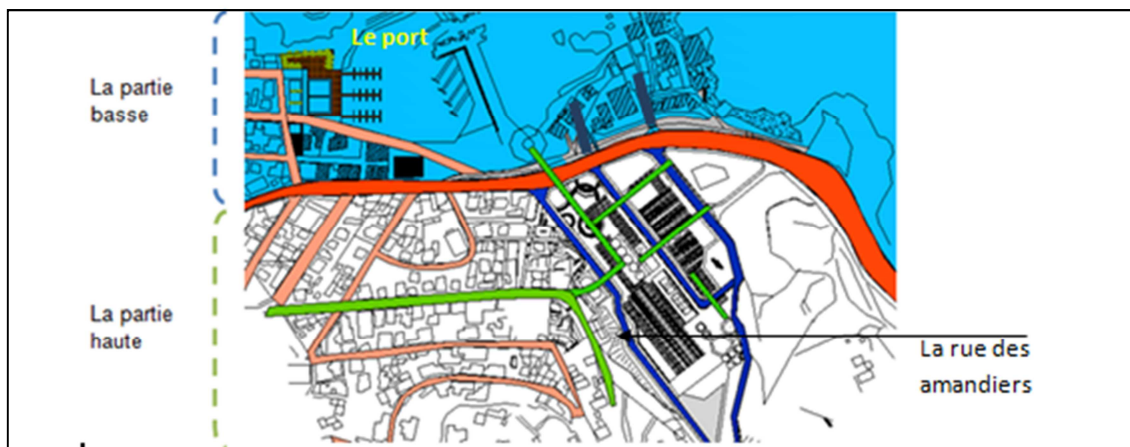 Le port
La partie
basse
La partie
haute
La rue des
amandiers